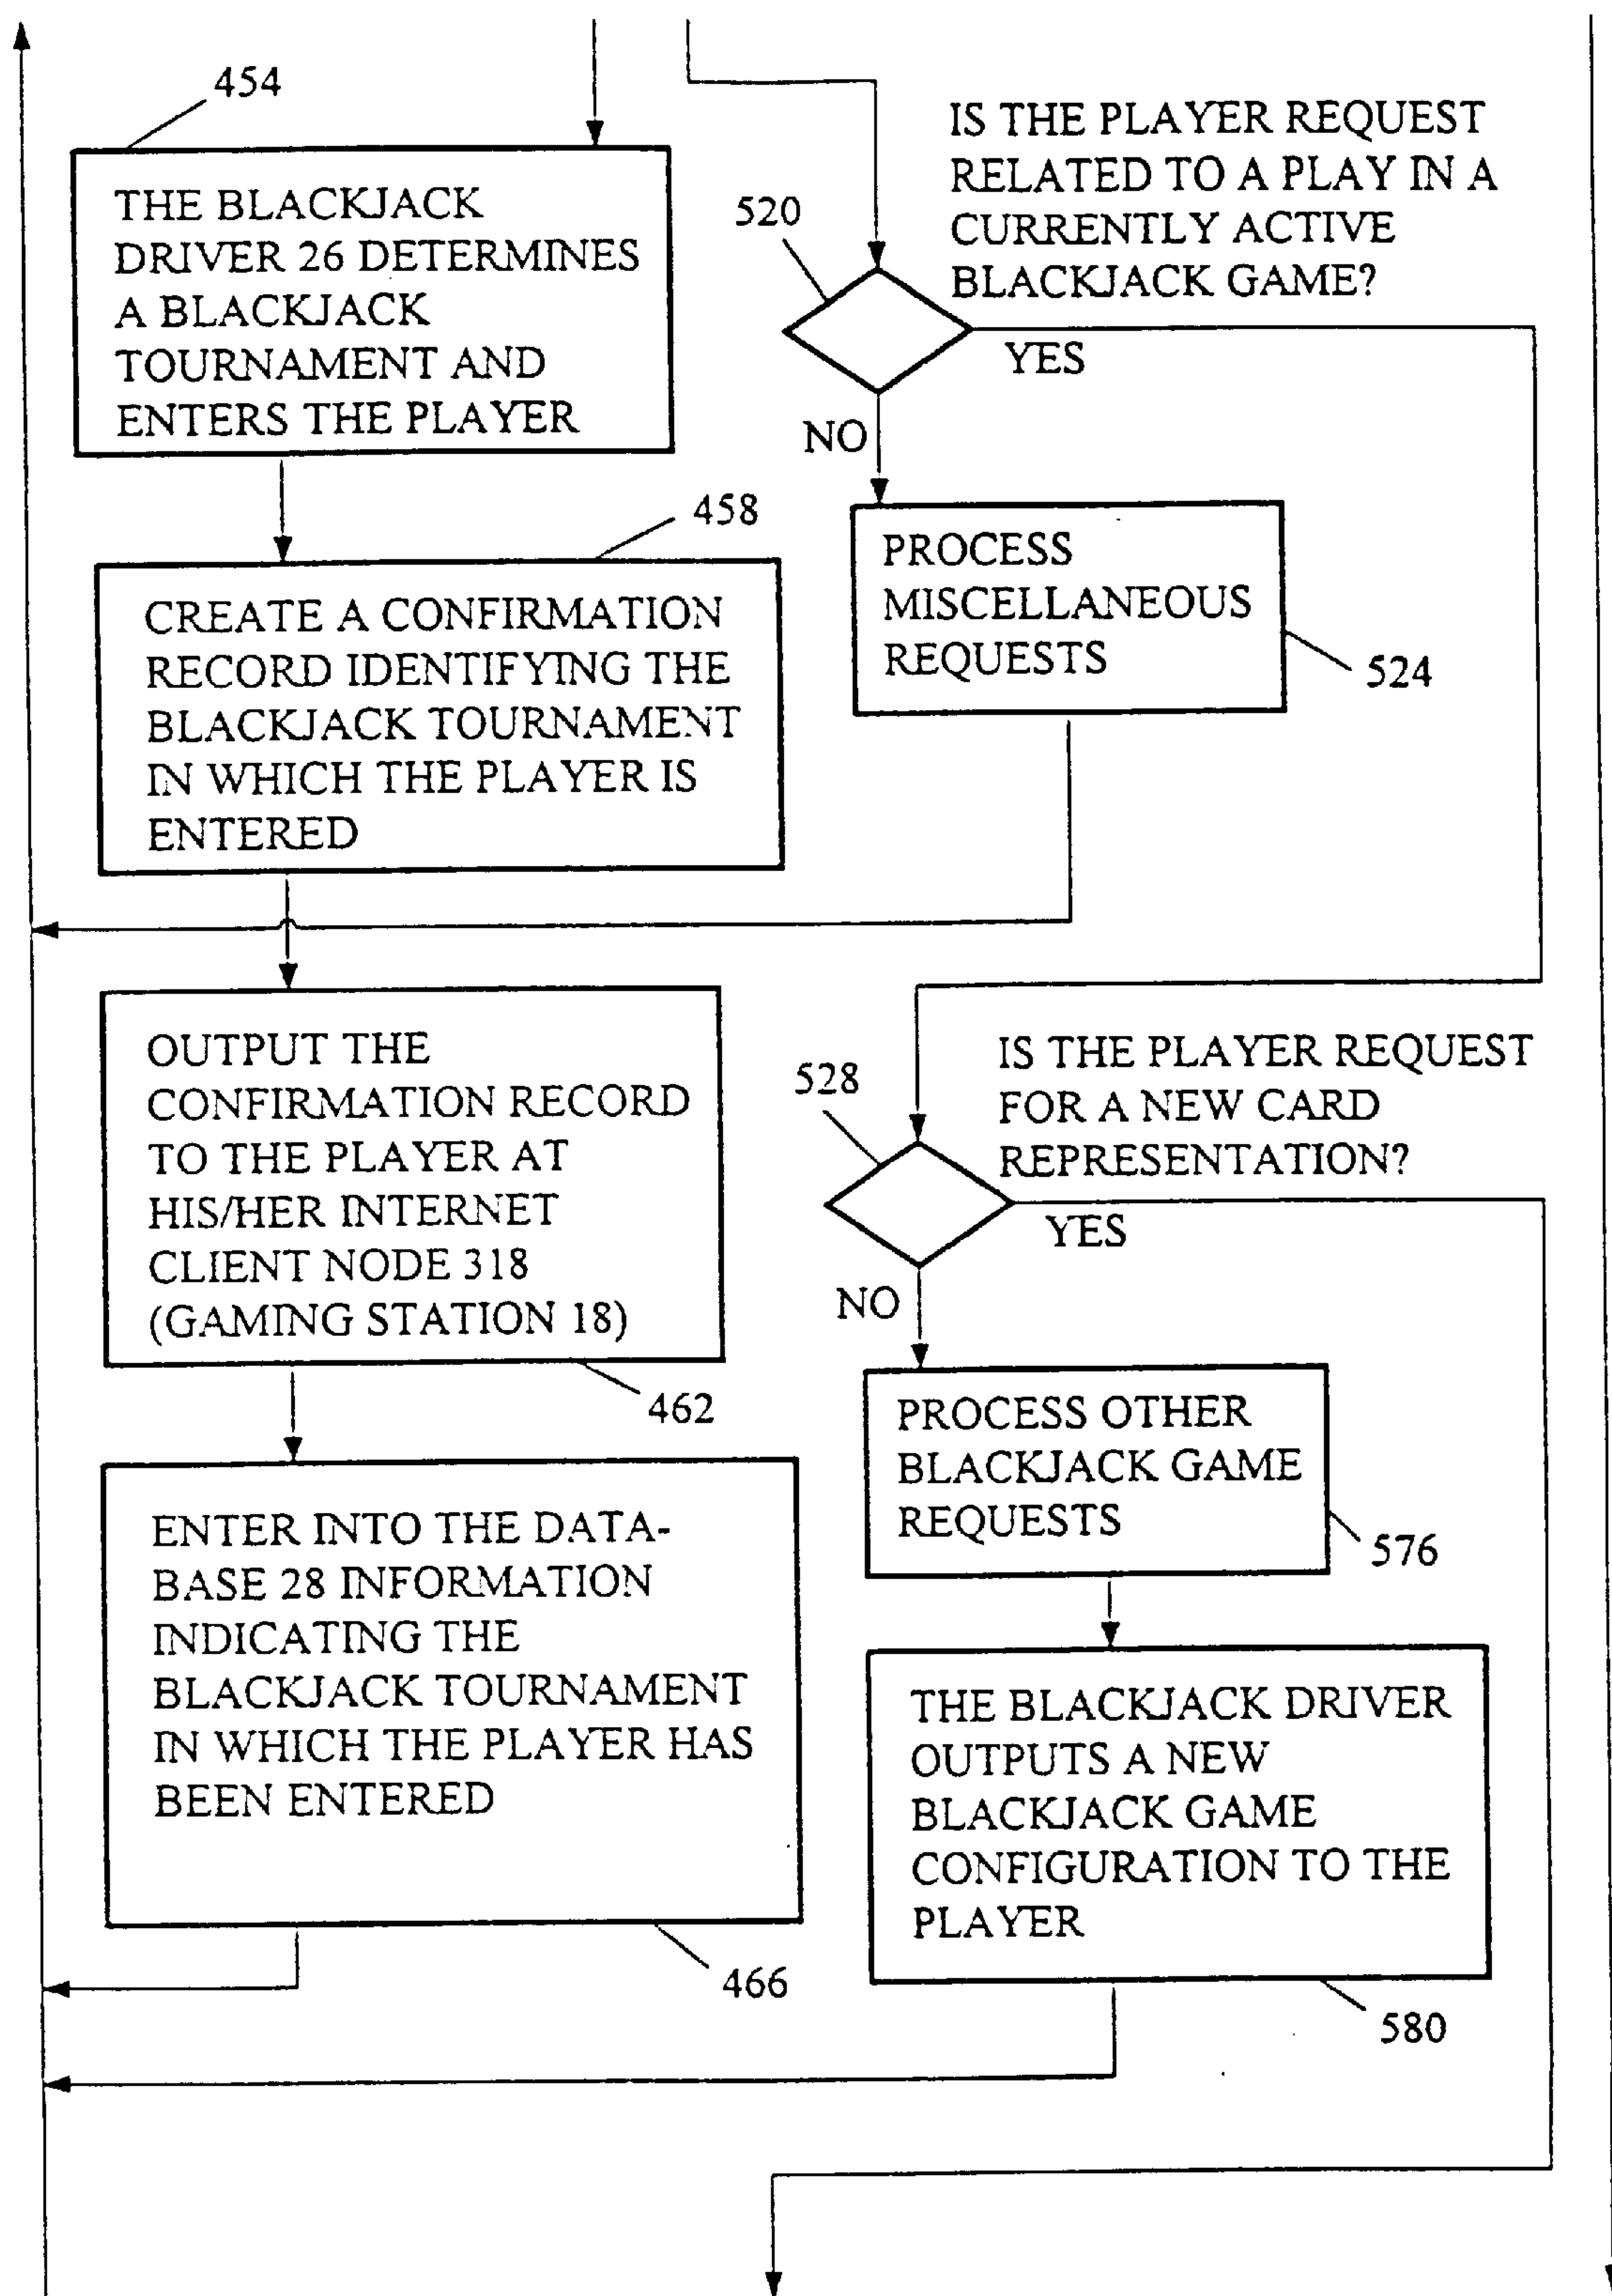 454
THE BLACKJACK
DRIVER 26 DETERMINES
A BLACKJACK
TOURNAMENT AND
ENTERS THE PLAYER
458
CREATE A CONFIRMATION
RECORD IDENTIFYING THE
BLACKJACK TOURNAMENT
IN WHICH THE PLAYER IS
ENTERED
OUTPUT THE
CONFIRMATION RECORD
TO THE PLAYER AT
HIS/HER INTERNET
CLIENT NODE 318
(GAMING STATION 18)
462
ENTER INTO THE DATA-
BASE 28 INFORMATION
INDICATING THE
BLACKJACK TOURNAMENT
IN WHICH THE PLAYER HAS
BEEN ENTERED
466
IS THE PLAYER REQUEST
RELATED TO A PLAY IN A
CURRENTLY ACTIVE
BLACKJACK GAME?
520
YES
NO
PROCESS
MISCELLANEOUS
REQUESTS
524
IS THE PLAYER REQUEST
FOR A NEW CARD
REPRESENTATION?
528
YES
NO
PROCESS OTHER
BLACKJACK GAME
REQUESTS
576
THE BLACKJACK DRIVER
OUTPUTS A NEW
BLACKJACK GAME
CONFIGURATION TO THE
PLAYER
580